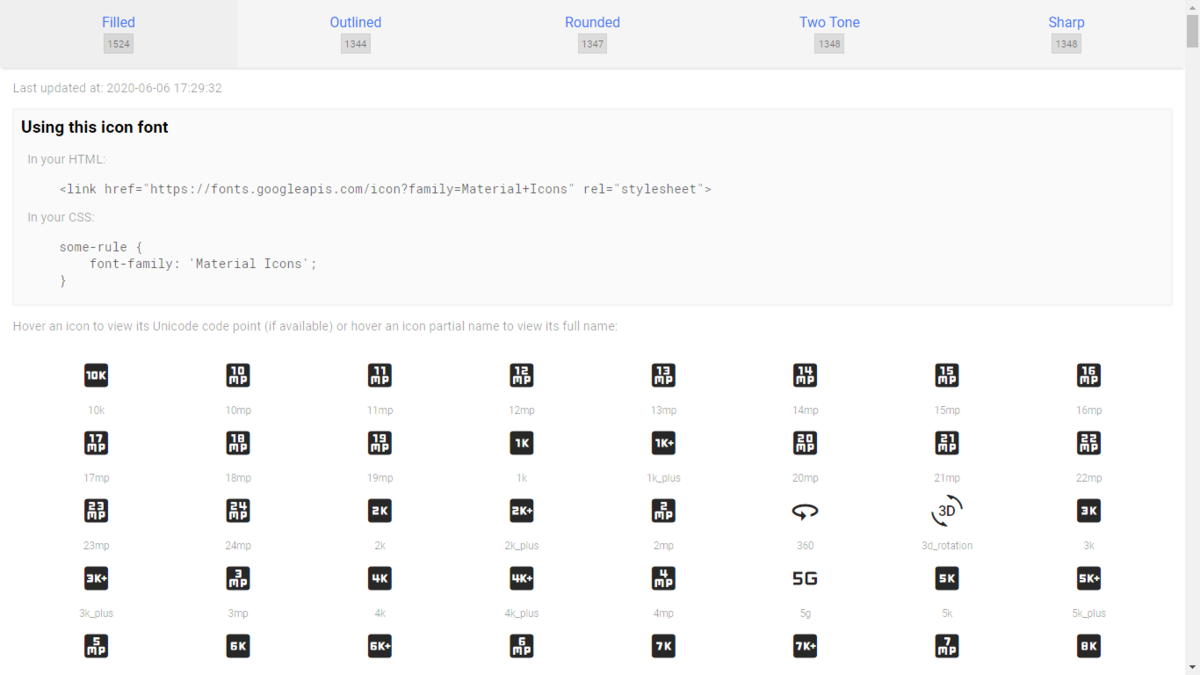 Filled Outlined Rounded Two Tone Sharp
1524 1344 1347 1348 1348
Last updated at: 2020-06-06 17:29:32
Using this icon font
In your HTML:
<link href="https://fonts.googleapis.com/icon?family=Material+Icons" rel="stylesheet">
In your CSS:
some-rule {
font-family: 'Material Icons';
}
Hover an icon to view its Unicode code point (if available) or hover an icon partial name to view its full name:
10K 10 MP 11 MP 12 MP 13 MP 14 MP 15 MP 16 MP
10k 10mp 11mp 12mp 13mp 14mp 15mp 16mp
17 MP 18 MP 19 MP 1K 1K+ 20 MP 21 MP 22 MP
17mp 18mp 19mp 1k 1k_plus 20mp 21mp 22mp
23 MP 24 MP 2K 2K+ 2 MP 3D 3K
23mp 24mp 2k 2k_plus 2mp 360 3d_rotation 3k
3K+ 3 MP 4K 4K+ 4 MP 5G 5K 5K+
3k_plus 3mp 4k 4k_plus 4mp 5g 5k 5k_plus
5 MP 6K 6K+ 6 MP 7K 7K+ 7 MP 8K